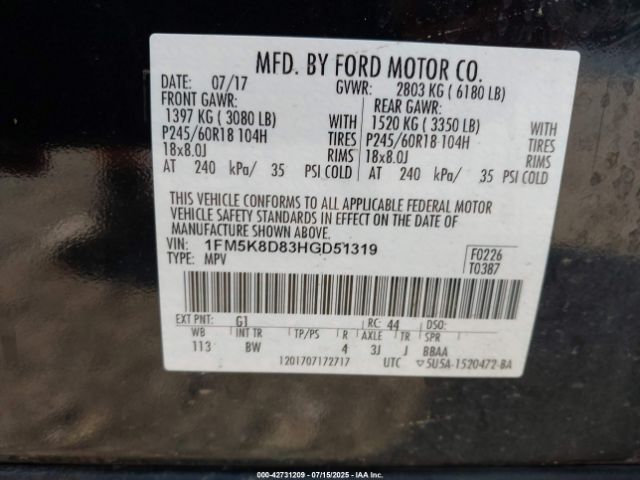 MFD. BY FORD MOTOR CO.
DATE: 07/17 GVWR: 2803 KG ( 6180 LB)
FRONT GAWR: REAR GAWR:
1397 KG ( 3080 LB) WITH 1520 KG ( 3350 LB) WITH
P245/60R18 104H TIRES P245/60R18 104H TIRES
18x8.0J RIMS 18x8.0J RIMS
AT 240 kPa/ 35 PSI COLD AT 240 kPa/ 35 PSI COLD
THIS VEHICLE CONFORMS TO ALL APPLICABLE FEDERAL MOTOR
VEHICLE SAFETY STANDARDS IN EFFECT ON THE DATE OF
MANUFACTURE SHOWN ABOVE.
VIN: 1FM5K8D83HGD51319 F0226
TYPE: MPV T0387
EXT PNT: G1 RC: 44 DSO:
WB INT TR TP/PS R AXLE TR SPR
113 BW 4 3J J BBAA
1201707172717 UTC ▽5U5A-1520472-BA
000-42731209 - 07/15/2025 - IAA Inc.